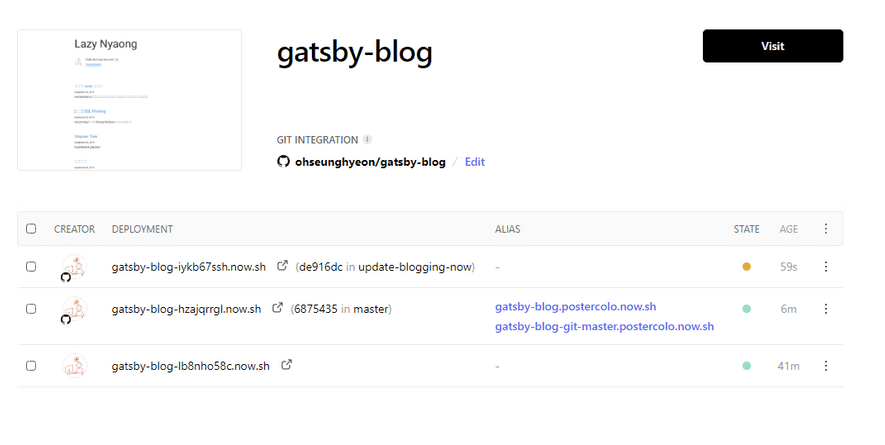 Lazy Nyaong
gatsby-blog
Visit
GIT INTEGRATION
ohseunghyeon/gatsby-blog / Edit
CREATOR DEPLOYMENT ALIAS STATE AGE
gatsby-blog-iykb67ssh.now.sh (de916dc in update-blogging-now) - 59s
gatsby-blog-hzajqrrgl.now.sh (6875435 in master) gatsby-blog.postercolo.now.sh 6m
gatsby-blog-git-master.postercolo.now.sh
gatsby-blog-lb8nho58c.now.sh - 41m